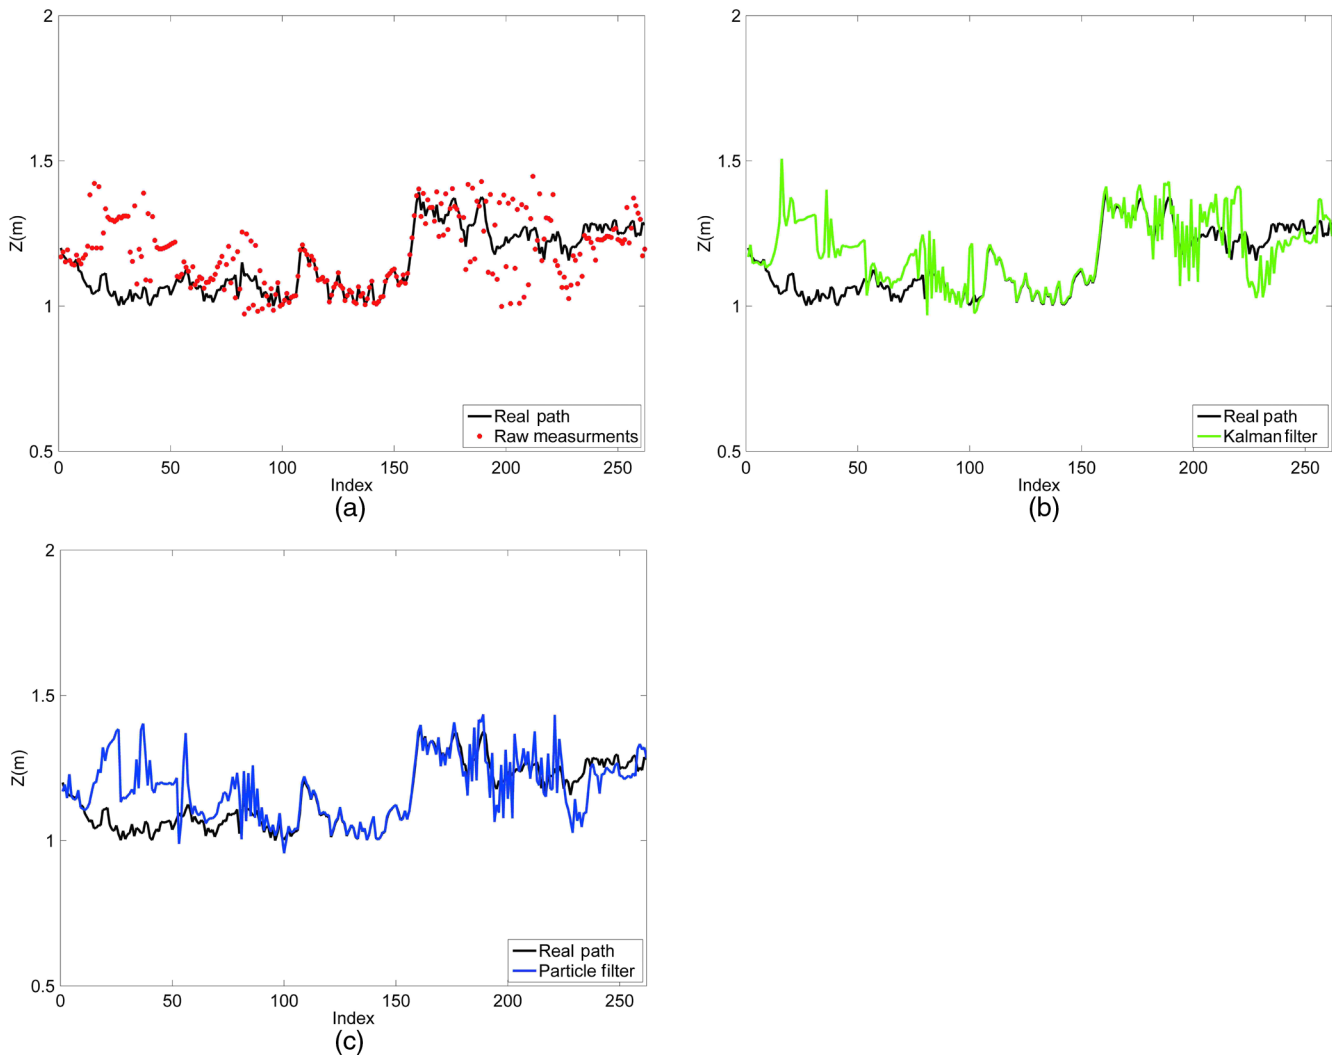 2
1.5
1
0.5
Z(m)
0 50 100 150 200 250
Index
Real path
Raw measurments
(a)
2
1.5
1
0.5
Z(m)
0 50 100 150 200 250
Index
Real path
Kalman filter
(b)
2
1.5
1
0.5
Z(m)
0 50 100 150 200 250
Index
Real path
Particle filter
(c)